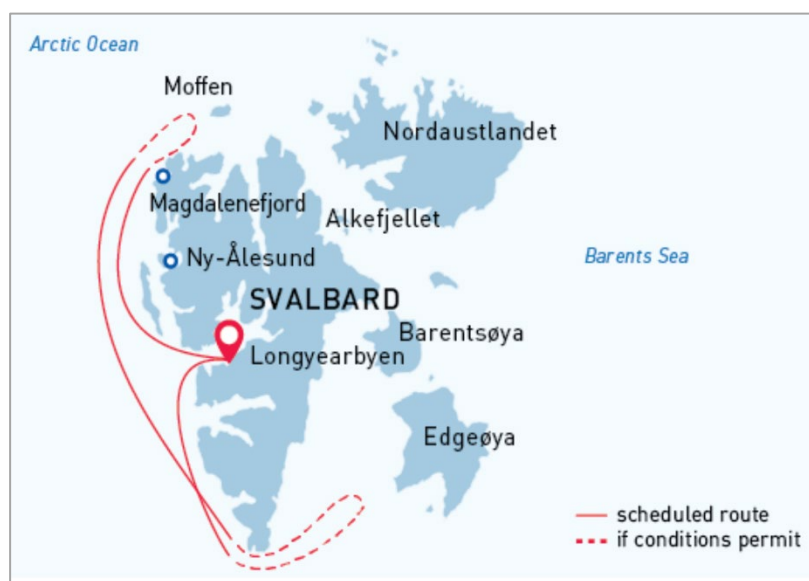 Arctic Ocean
Moffen
Nordaustlandet
Magdalenefjord
Alkefjellet
Ny-Ålesund
Barents Sea
SVALBARD
Barentsøya
Longyearbyen
Edgeøya
scheduled route
if conditions permit